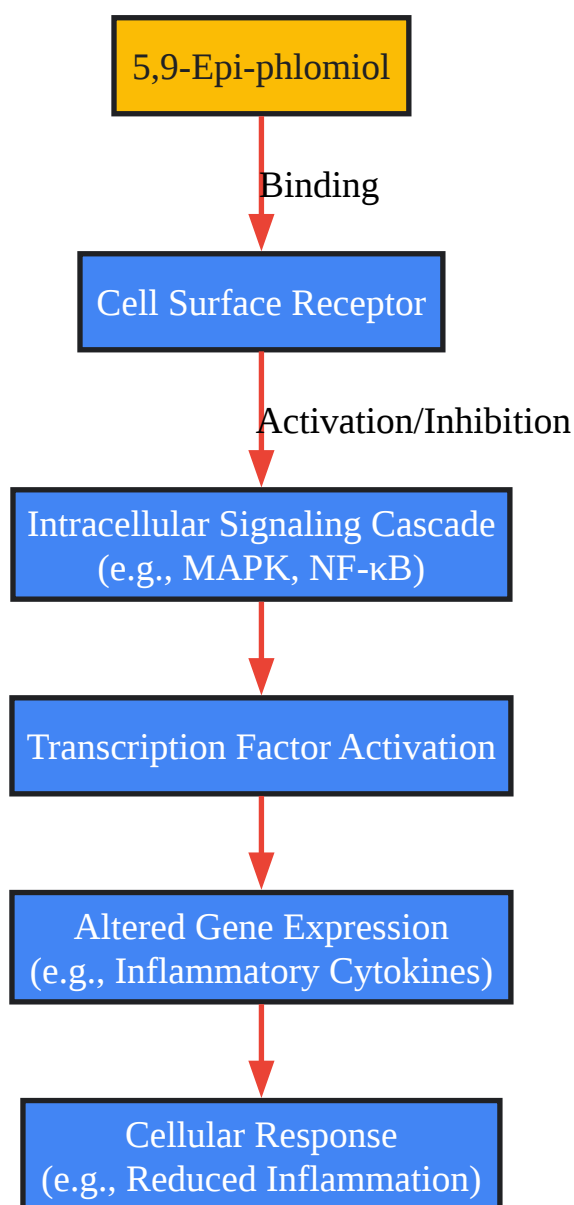 5,9-Epi-phlomiol
Binding
Cell Surface Receptor
Activation/Inhibition
Intracellular Signaling Cascade
(e.g., MAPK, NF-κB)
Transcription Factor Activation
Altered Gene Expression
(e.g., Inflammatory Cytokines)
Cellular Response
(e.g., Reduced Inflammation)